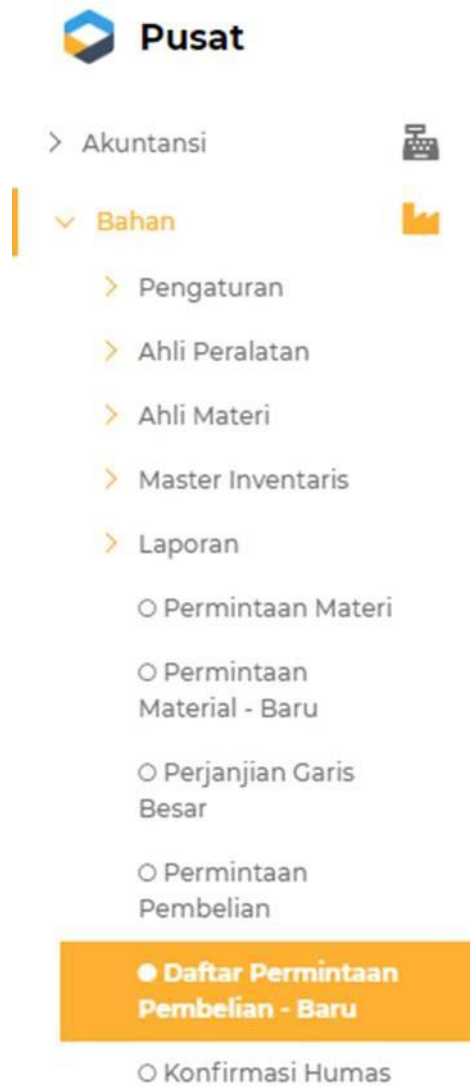 Pusat
Akuntansi
Bahan
Pengaturan
Ahli Peralatan
Ahli Materi
Master Inventaris
Laporan
Permintaan Materi
Permintaan
Material - Baru
Perjanjian Garis
Besar
Permintaan
Pembelian
Daftar Permintaan
Pembelian - Baru
Konfirmasi Humas